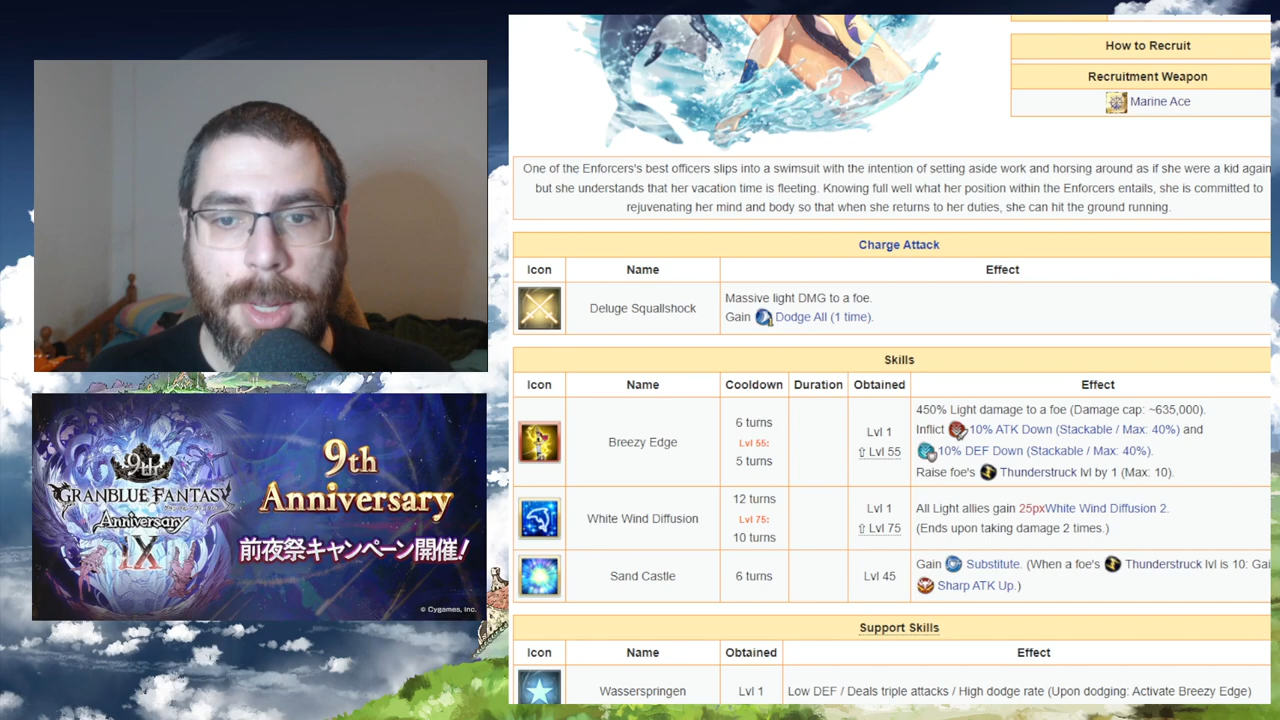 How to Recruit
Recruitment Weapon
Marine Ace
One of the Enforcers's best officers slips into a swimsuit with the intention of setting aside work and horsing around as if she were a kid again
but she understands that her vacation time is fleeting. Knowing full well what her position within the Enforcers entails, she is committed to
rejuvenating her mind and body so that when she returns to her duties, she can hit the ground running.
Charge Attack
Icon Name Effect
Deluge Squallshock
Massive light DMG to a foe.
Gain Dodge All (1 time).
Skills
Icon Name Cooldown Duration Obtained Effect
Breezy Edge
6 turns
Lvl 55:
5 turns
Lvl 1
⇧ Lvl 55
450% Light damage to a foe (Damage cap: ~635,000).
Inflict 10% ATK Down (Stackable / Max: 40%) and
10% DEF Down (Stackable / Max: 40%).
Raise foe's Thunderstruck lvl by 1 (Max: 10).
White Wind Diffusion
12 turns
Lvl 75:
10 turns
Lvl 1
⇧ Lvl 75
All Light allies gain 25pxWhite Wind Diffusion 2.
(Ends upon taking damage 2 times.)
Sand Castle
6 turns
Lvl 45
Gain Substitute. (When a foe's Thunderstruck lvl is 10: Gai
Sharp ATK Up.)
Support Skills
Icon Name Obtained Effect
Wasserspringen Lvl 1 Low DEF / Deals triple attacks / High dodge rate (Upon dodging: Activate Breezy Edge)
9th
GRANBLUE FANTASY
Anniversary
IX
9th
Anniversary
前夜祭キャンペーン開催!
© Cygames, Inc.